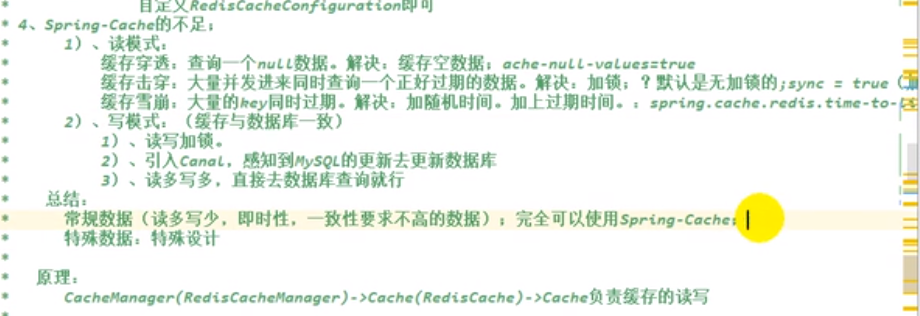 * 自定义RedisCacheConfiguration即可
* 4、Spring-Cache的不足；
* 1）、读模式：
* 缓存穿透：查询一个null数据。解决：缓存空数据；ache-null-values=true
* 缓存击穿：大量并发进来同时查询一个正好过期的数据。解决：加锁；？默认是无加锁的;sync = true（
* 缓存雪崩：大量的key同时过期。解决：加随机时间。加上过期时间。：spring.cache.redis.time-to-
* 2）、写模式：（缓存与数据库一致）
* 1）、读写加锁。
* 2）、引入Canal，感知到MySQL的更新去更新数据库
* 3）、读多写多，直接去数据库查询就行
* 总结：
* 常规数据（读多写少，即时性，一致性要求不高的数据）；完全可以使用Spring-Cache；
* 特殊数据：特殊设计
*
* 原理：
* CacheManager(RedisCacheManager)->Cache(RedisCache)->Cache负责缓存的读写